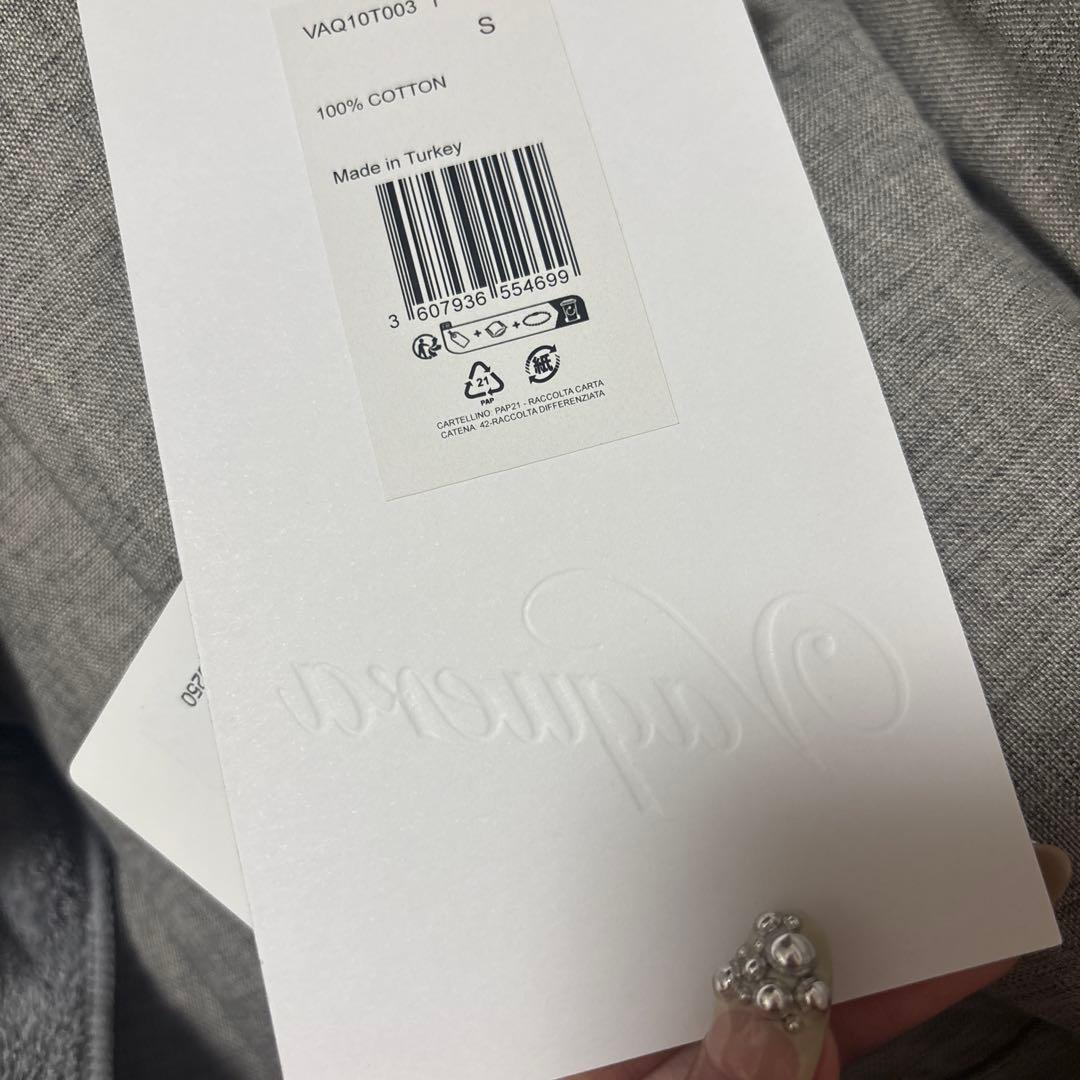 VAQ10T003
S
100% COTTON
Made in Turkey
3 607936 554699
21
PAP
紙
CARTELLINO: PAP21 - RACCOLTA CARTA
CATENA: 42-RACCOLTA DIFFERENZIATA
Vaquera